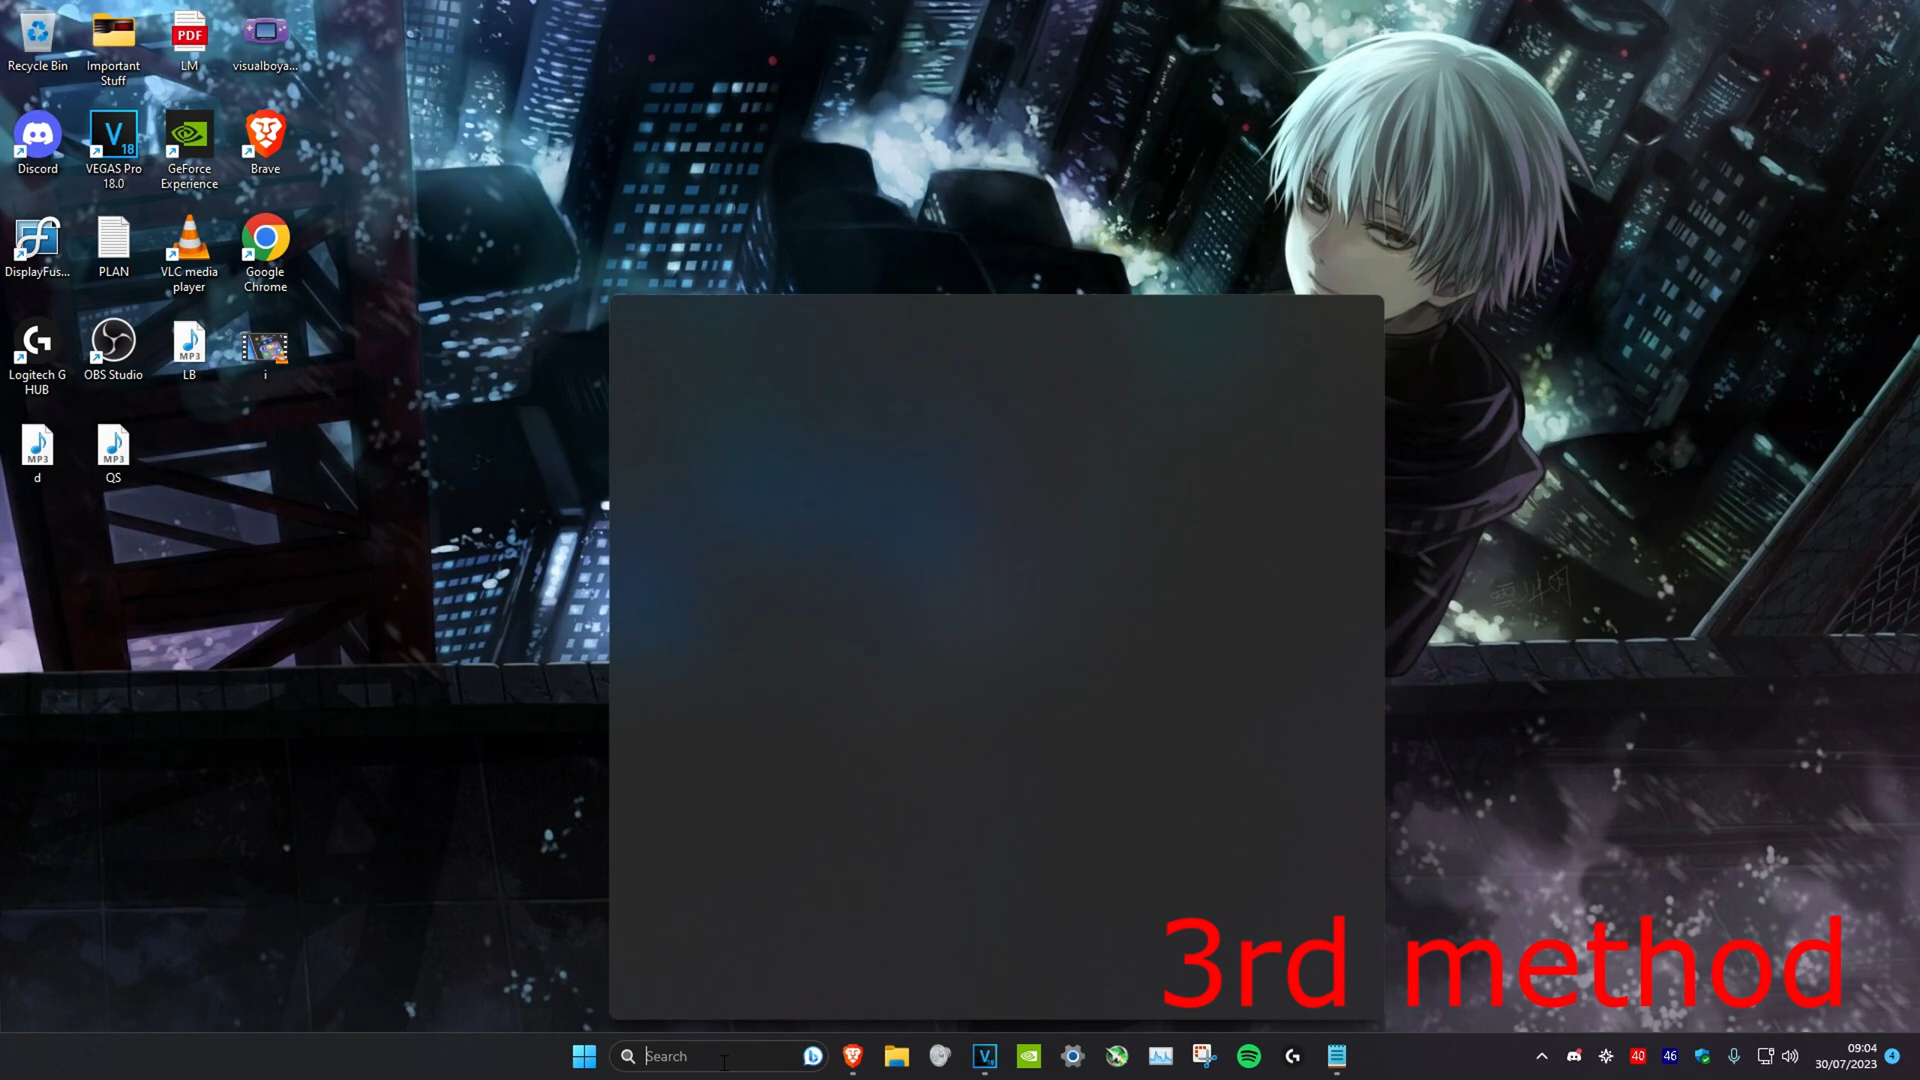 Recycle Bin
Important
Stuff
PDF
LM
visualboya...
Discord
V
18
VEGAS Pro
18.0
GeForce
Experience
Brave
DisplayFus...
PLAN
VLC media
player
Google
Chrome
Logitech G
HUB
OBS Studio
MP3
LB
i
MP3
d
MP3
QS
3rd method
Search
V
40
46
09:04
30/07/2023
4